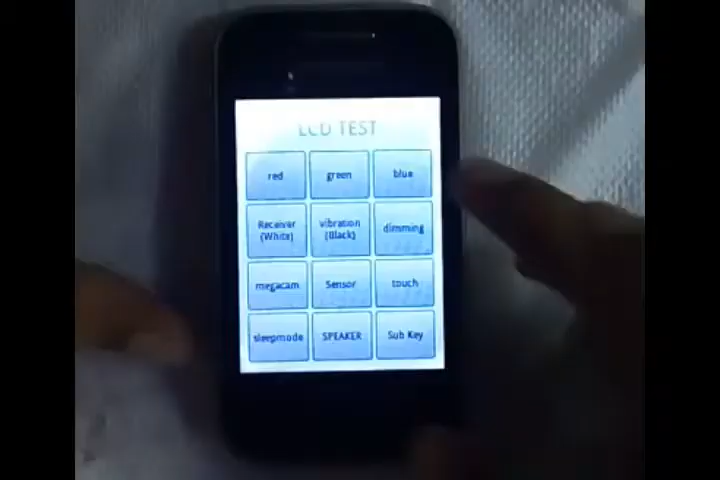 LCD TEST
red green blue
Receiver vibration dimming
(White) (Black)
megacam Sensor touch
sleepmode SPEAKER Sub Key